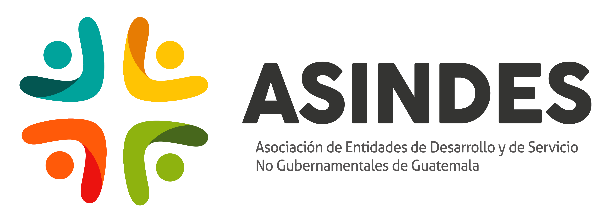 ASINDES
Asociación de Entidades de Desarrollo y de Servicio
No Gubernamentales de Guatemala